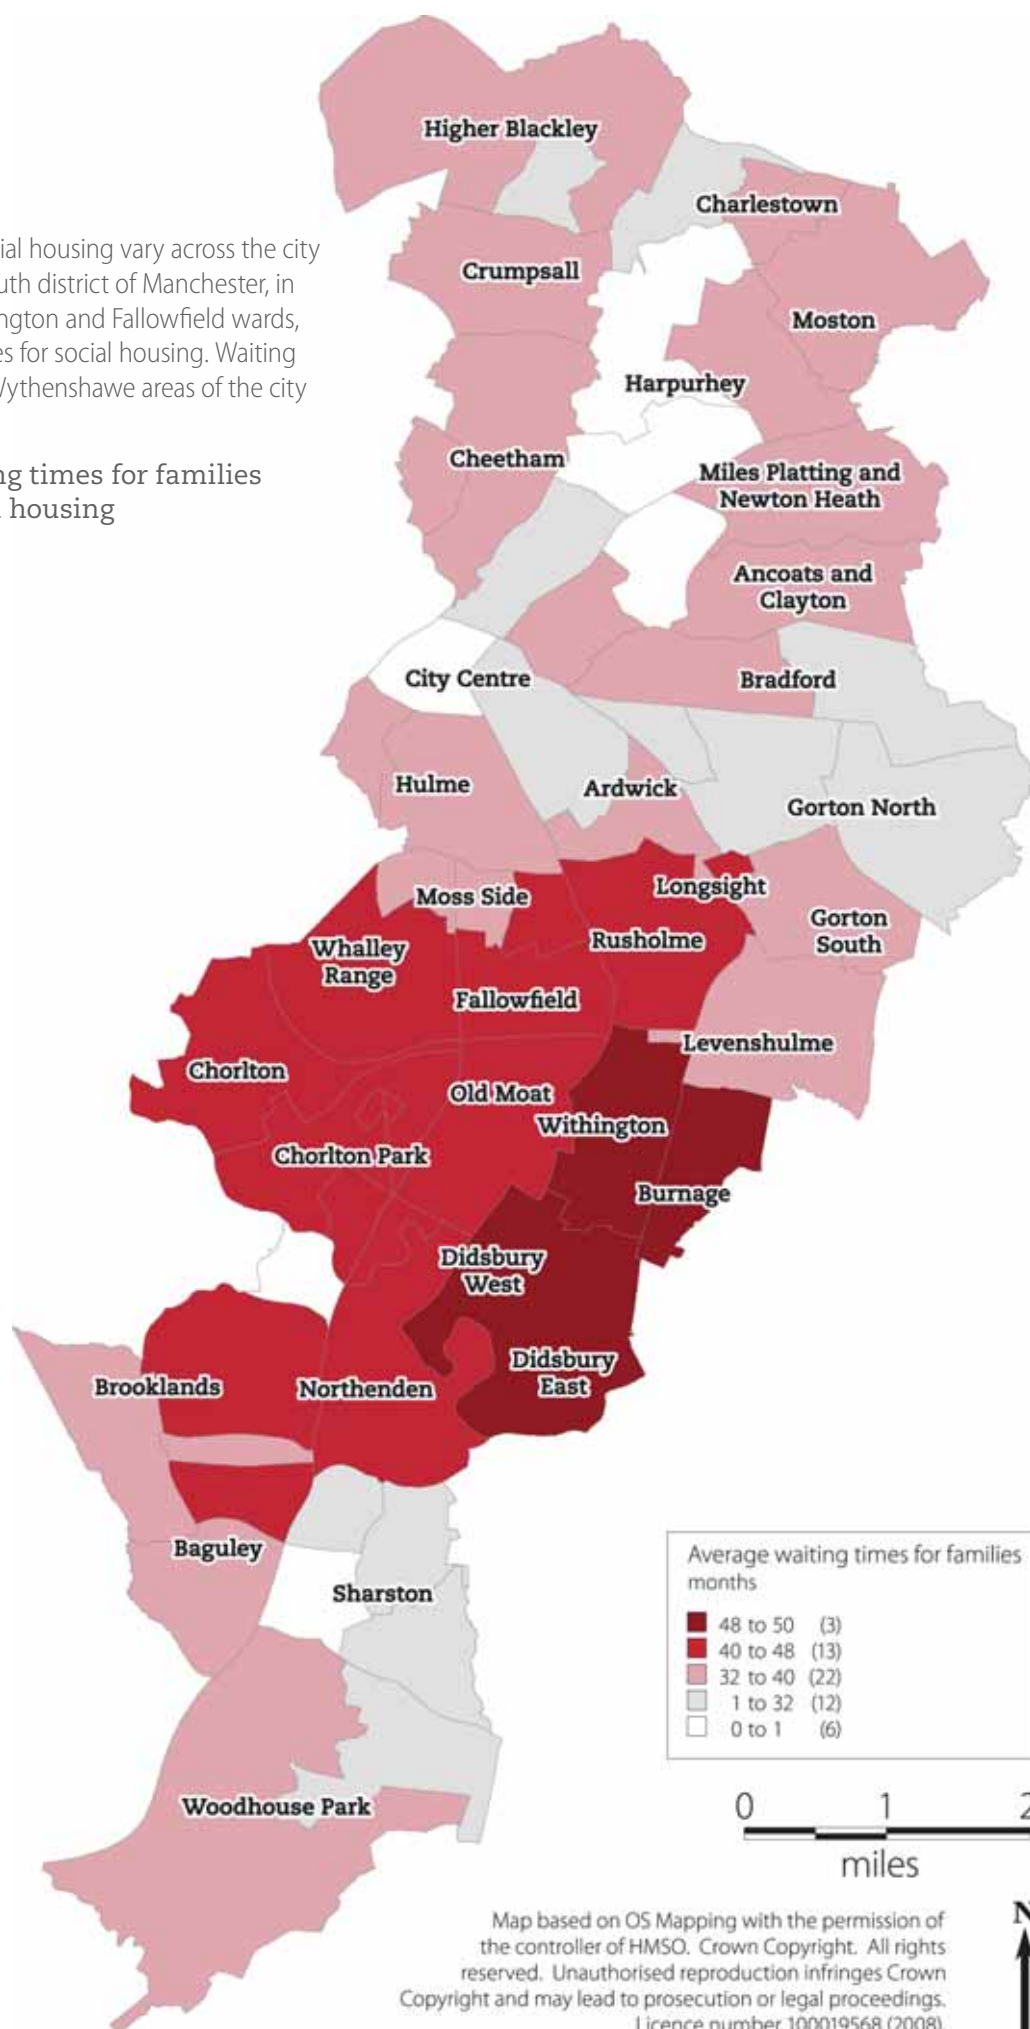 Higher Blackley
Charlestown
ial housing vary across the city
uth district of Manchester, in
ngton and Fallowfield wards,
es for social housing. Waiting
Wythenshawe areas of the city
Crumpsall
Moston
Harpurhey
ng times for families
housing
Cheetham
Miles Platting and
Newton Heath
Ancoats and
Clayton
City Centre
Bradford
Hulme
Ardwick
Gorton North
Moss Side
Longsight
Gorton
South
Whalley
Range
Rusholme
Fallowfield
Levenshulme
Chorlton
Old Moat
Withington
Chorlton Park
Burnage
Didsbury
West
Didsbury
East
Brooklands
Northenden
Baguley
Sharston
Woodhouse Park
Average waiting times for families
months
48 to 50 (3)
40 to 48 (13)
32 to 40 (22)
1 to 32 (12)
0 to 1 (6)
0 1 2
miles
N
Map based on OS Mapping with the permission of
the controller of HMSO. Crown Copyright. All rights
reserved. Unauthorised reproduction infringes Crown
Copyright and may lead to prosecution or legal proceedings.
Licence number 100019568 (2008).